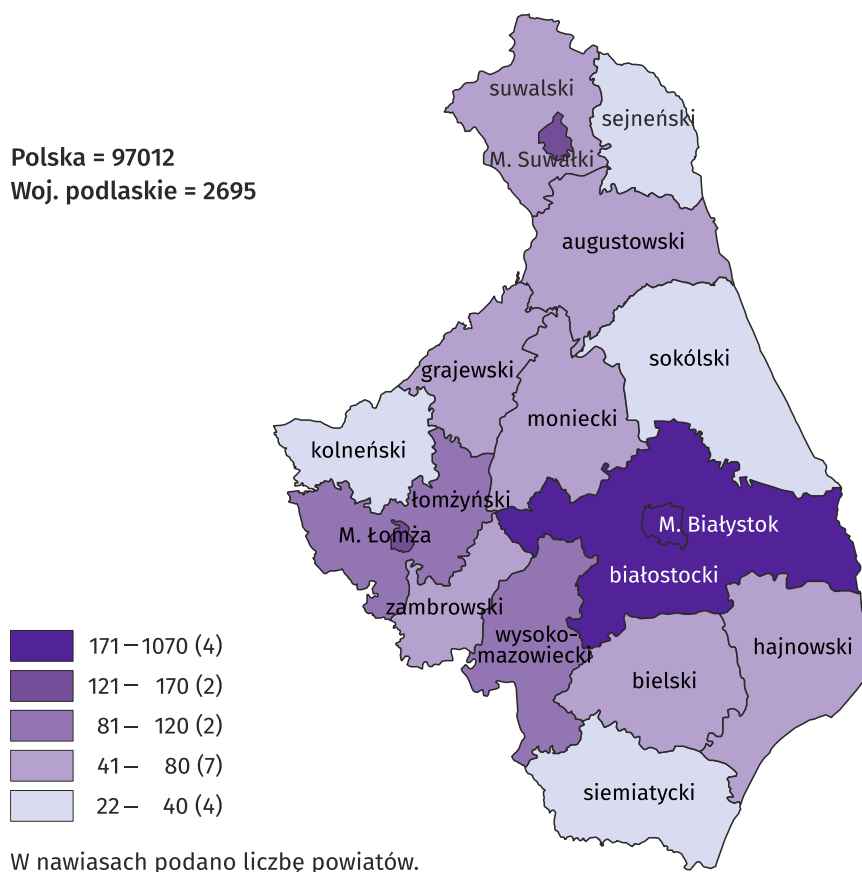 suwalski
sejneński
M. Suwałki
Polska = 97012
Woj. podlaskie = 2695
augustowski
sokólski
grajewski
moniecki
kolneński
łomżyński
M. Łomża
M. Białystok
białostocki
zambrowski
wysoko-
mazowiecki
hajnowski
bielski
siemiatycki
171 – 1070 (4)
121 – 170 (2)
81 – 120 (2)
41 – 80 (7)
22 – 40 (4)
W nawiasach podano liczbę powiatów.